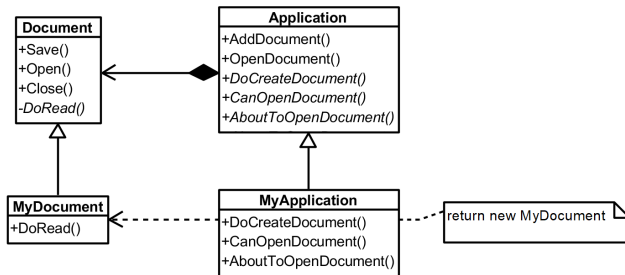 Document
+Save()
+Open()
+Close()
-DoRead()
Application
+AddDocument()
+OpenDocument()
+DoCreateDocument()
+CanOpenDocument()
+AboutToOpenDocument()
MyDocument
+DoRead()
MyApplication
+DoCreateDocument()
+CanOpenDocument()
+AboutToOpenDocument()
return new MyDocument